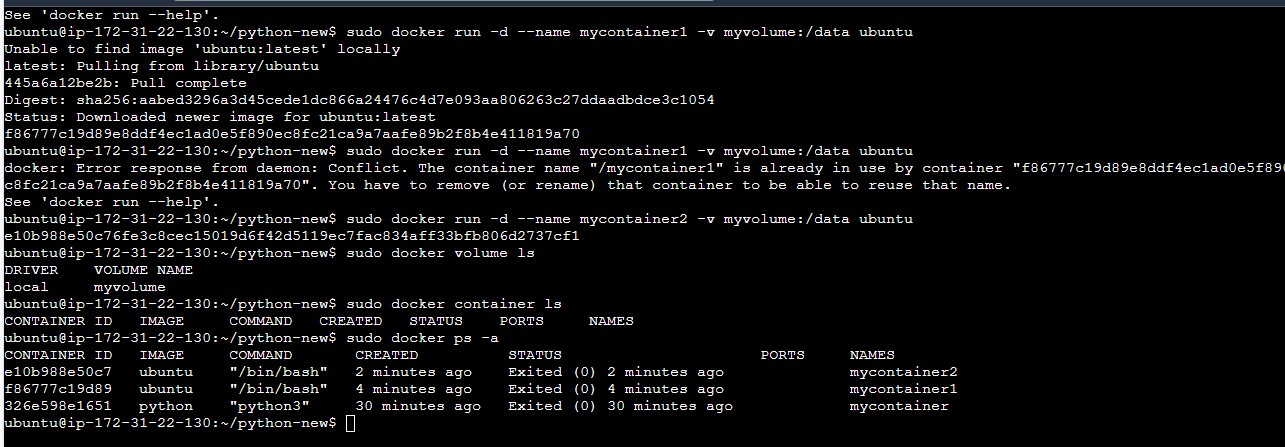 See 'docker run --help'.
ubuntu@ip-172-31-22-130:~/python-new$ sudo docker run -d --name mycontainer1 -v myvolume:/data ubuntu
Unable to find image 'ubuntu:latest' locally
latest: Pulling from library/ubuntu
445a6a12be2b: Pull complete
Digest: sha256:aabed3296a3d45cede1dc866a24476c4d7e093aa806263c27ddaadbdce3c1054
Status: Downloaded newer image for ubuntu:latest
f86777c19d89e8ddf4ec1ad0e5f890ec8fc21ca9a7aafe89b2f8b4e411819a70
ubuntu@ip-172-31-22-130:~/python-new$ sudo docker run -d --name mycontainer1 -v myvolume:/data ubuntu
docker: Error response from daemon: Conflict. The container name "/mycontainer1" is already in use by container "f86777c19d89e8ddf4ec1ad0e5f890e
c8fc21ca9a7aafe89b2f8b4e411819a70". You have to remove (or rename) that container to be able to reuse that name.
See 'docker run --help'.
ubuntu@ip-172-31-22-130:~/python-new$ sudo docker run -d --name mycontainer2 -v myvolume:/data ubuntu
e10b988e50c76fe3c8cec15019d6f42d5119ec7fac834aff33bfb806d2737cf1
ubuntu@ip-172-31-22-130:~/python-new$ sudo docker volume ls
DRIVER    VOLUME NAME
local     myvolume
ubuntu@ip-172-31-22-130:~/python-new$ sudo docker container ls
CONTAINER ID   IMAGE     COMMAND   CREATED   STATUS    PORTS     NAMES
ubuntu@ip-172-31-22-130:~/python-new$ sudo docker ps -a
CONTAINER ID   IMAGE     COMMAND       CREATED          STATUS                      PORTS     NAMES
e10b988e50c7   ubuntu    "/bin/bash"   2 minutes ago    Exited (0) 2 minutes ago              mycontainer2
f86777c19d89   ubuntu    "/bin/bash"   4 minutes ago    Exited (0) 4 minutes ago              mycontainer1
326e598e1651   python    "python3"     30 minutes ago   Exited (0) 30 minutes ago             mycontainer
ubuntu@ip-172-31-22-130:~/python-new$